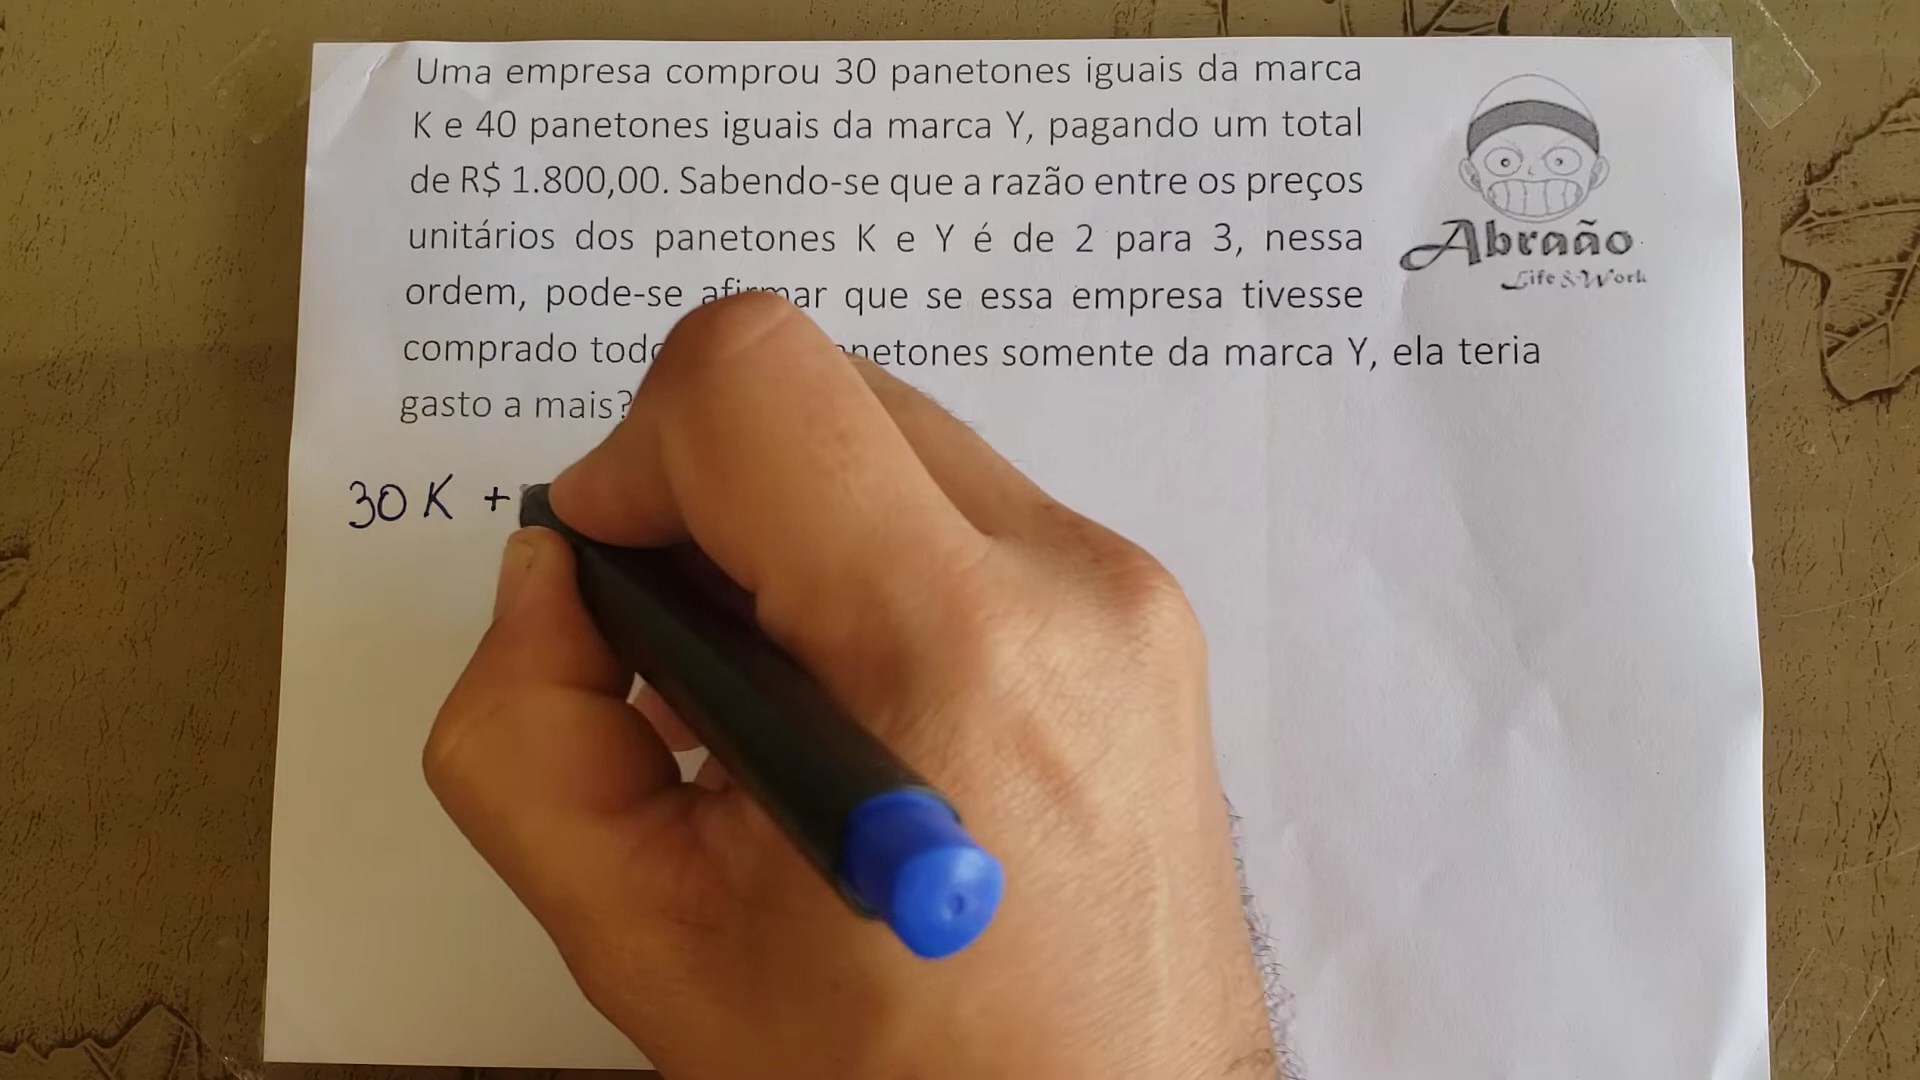 Uma empresa comprou 30 panetones iguais da marca
K e 40 panetones iguais da marca Y, pagando um total
de R$ 1.800,00. Sabendo-se que a razão entre os preços
unitários dos panetones K e Y é de 2 para 3, nessa
ordem, pode-se afirmar que se essa empresa tivesse
comprado panetones somente da marca Y, ela teria
gasto a mais?
Abraão
Life & Work
30 K +